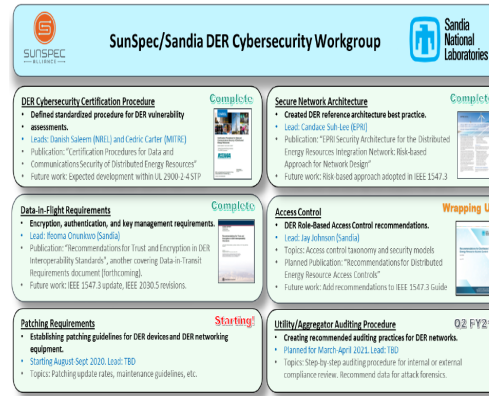 SUNSPEC
ALLIANCE
SunSpec/Sandia DER Cybersecurity Workgroup
Sandia
National
Laboratories
DER Cybersecurity Certification Procedure
Complete
• Defined standardized procedure for DER vulnerability
• assessments.
• Leads: Danish Saleem (NREL) and Cedric Carter (MITRE)
• Publication: "Certification Procedures for Data and
Communications Security of Distributed Energy Resources"
• Future work: Expected development within UL 2900-2-4 STP
Secure Network Architecture
Complete
• Created DER reference architecture best practice.
• Lead: Candace Suh-Lee (EPRI)
• Publication: "EPRI Security Architecture for the Distributed
Energy Resources Integration Network: Risk-based
Approach for Network Design"
• Future work: Risk-based approach adopted in IEEE 1547.3
Data-In-Flight Requirements
Complete
• Encryption, authentication, and key management requirements.
• Lead: Ifeoma Onunkwo (Sandia)
• Publication: "Recommendations for Trust and Encryption in DER
Interoperability Standards", another covering Data-in-Transit
Requirements document (forthcoming).
• Future work: IEEE 1547.3 update, IEEE 2030.5 revisions.
Access Control
Wrapping U
• DER Role-Based Access Control recommendations.
• Lead: Jay Johnson (Sandia)
• Topics: Access control taxonomy and security models
• Planned Publication: "Recommendations for Distributed
Energy Resource Access Controls"
• Future work: Add recommendations to IEEE 1547.3 Guide
Patching Requirements
Starting!
• Establishing patching guidelines for DER devices and DER networking
equipment.
• Starting August-Sept 2020. Lead: TBD
• Topics: Patching update rates, maintenance guidelines, etc.
Utility/Aggregator Auditing Procedure
Q2 FY21
• Creating recommended auditing practices for DER networks.
• Planned for March-April 2021. Lead: TBD
• Topics: Step-by-step auditing procedure for internal or external
compliance review. Recommend data for attack forensics.